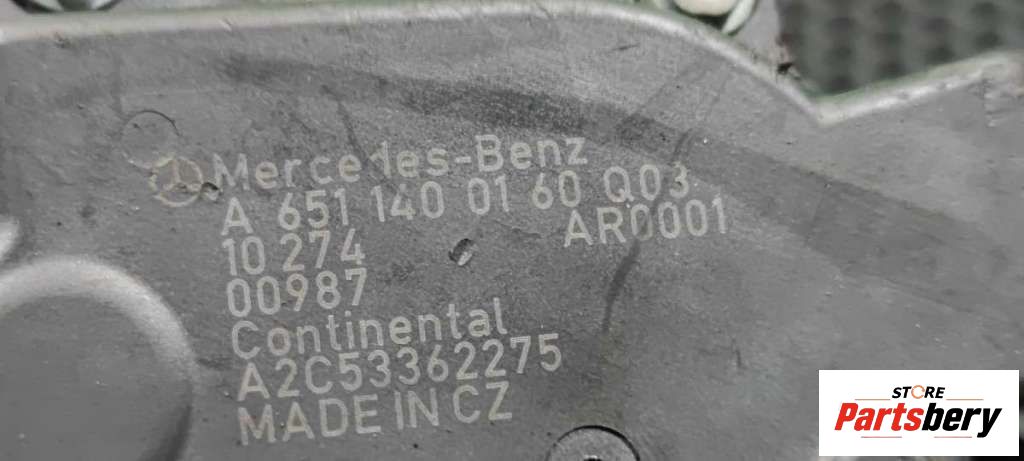 Mercedes-Benz
A 651 140 01 60 Q03
10 274 AR0001
00987
Continental
A2C53362275
MADE IN CZ
STORE
Partsbery